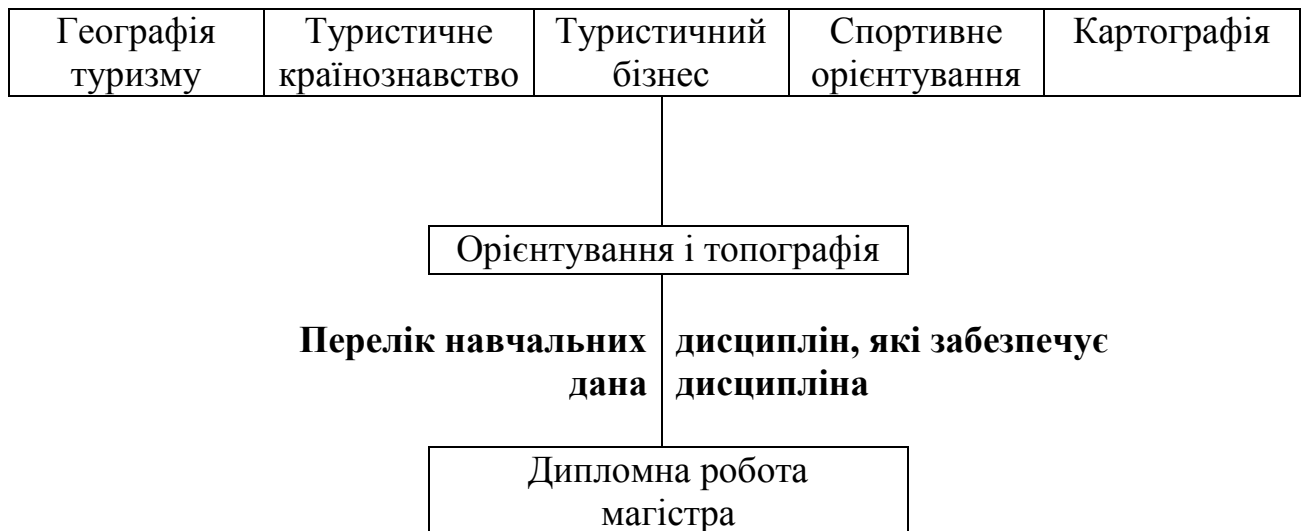 Географія
туризму
Туристичне
країнознавство
Туристичний
бізнес
Спортивне
орієнтування
Картографія
Орієнтування і топографія
Перелік навчальних дисциплін, які забезпечує
дана дисципліна
Дипломна робота
магістра